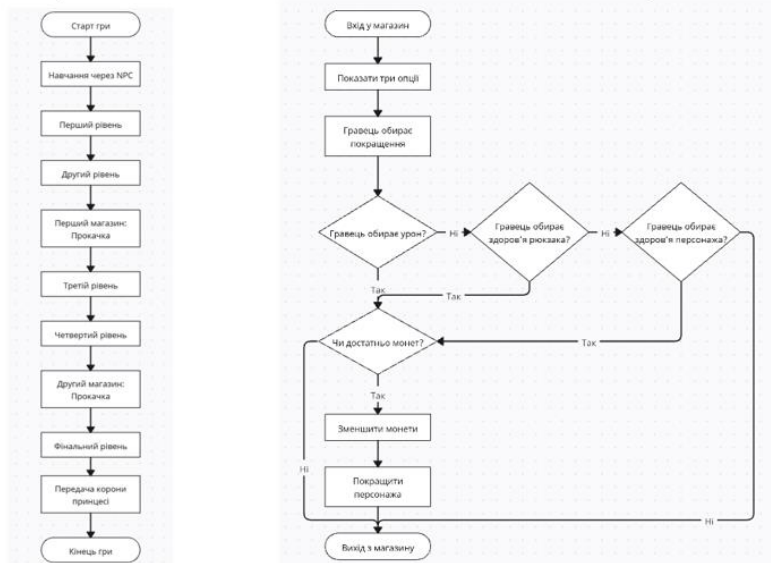 Старт гри
Навчання через NPC
Перший рівень
Другий рівень
Перший магазин:
Прокачка
Третій рівень
Четвертий рівень
Другий магазин:
Прокачка
Фінальний рівень
Передача корони
принцесі
Кінець гри
Вхід у магазин
Показати три опції
Гравець обирає
покращення
Гравець обирає урон?
Ні
Гравець обирає
здоров'я рюкзака?
Ні
Гравець обирає
здоров'я персонажа?
Так
Так
Так
Чи достатньо монет?
Так
Зменшити монети
Ні
Покращити
персонажа
Ні
Вихід з магазину